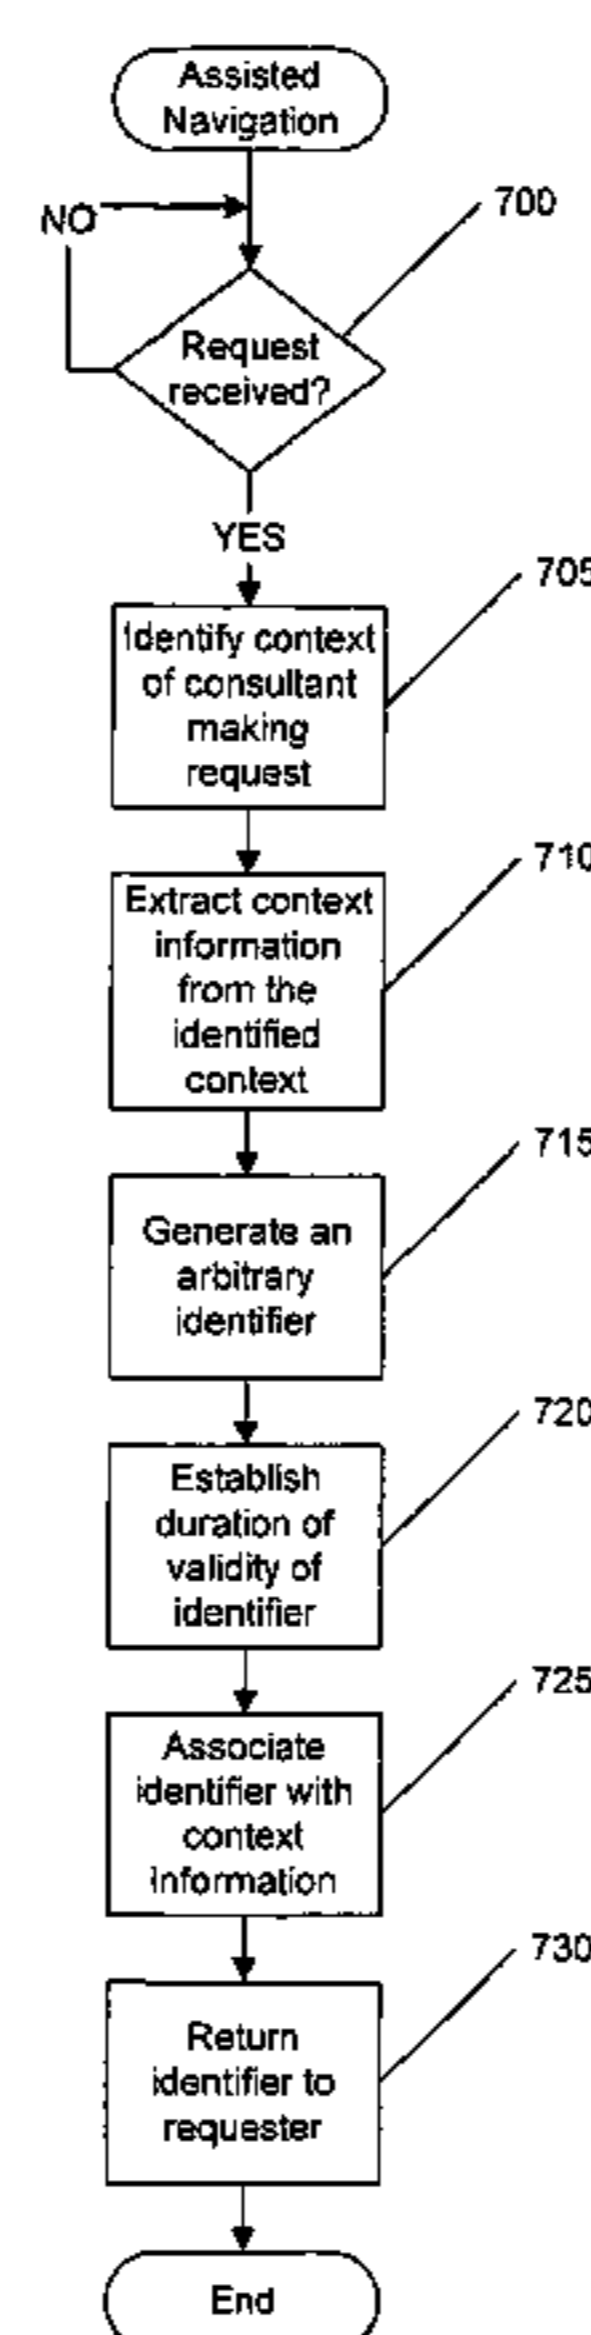 Assisted
Navigation
NO
700
Request
received?
YES
705
Identify context
of consultant
making
request
710
Extract context
information
from the
identified
context
715
Generate an
arbitrary
identifier
720
Establish
duration of
validity of
identifier
725
Associate
identifier with
context
information
730
Return
identifier to
requester
End